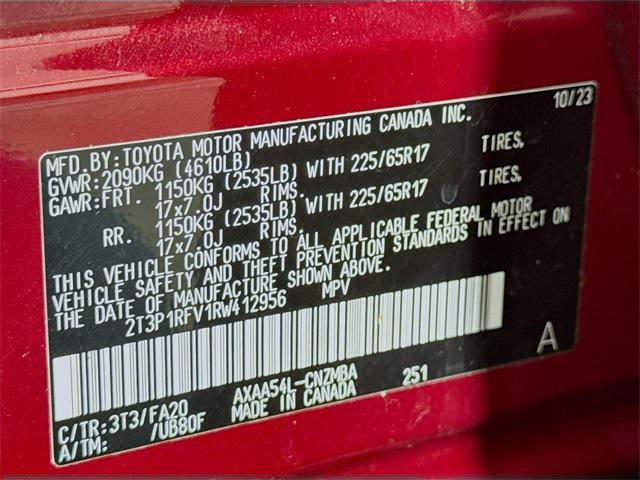 10/23
MFD. BY: TOYOTA MOTOR MANUFACTURING CANADA INC.
GVWR: 2090KG (4610LB)
GAWR: FRT. 1150KG (2535LB) WITH 225/65R17 TIRES,
17x7.0J RIMS.
RR. 1150KG (2535LB) WITH 225/65R17 TIRES,
17x7.0J RIMS.
THIS VEHICLE CONFORMS TO ALL APPLICABLE FEDERAL MOTOR
VEHICLE SAFETY AND THEFT PREVENTION STANDARDS IN EFFECT ON
THE DATE OF MANUFACTURE SHOWN ABOVE.
2T3P1RFV1RW412956 MPV
A
C/TR: 3T3/FA20 AXAA54L-CNZMBA 251
A/TM: /UB80F MADE IN CANADA